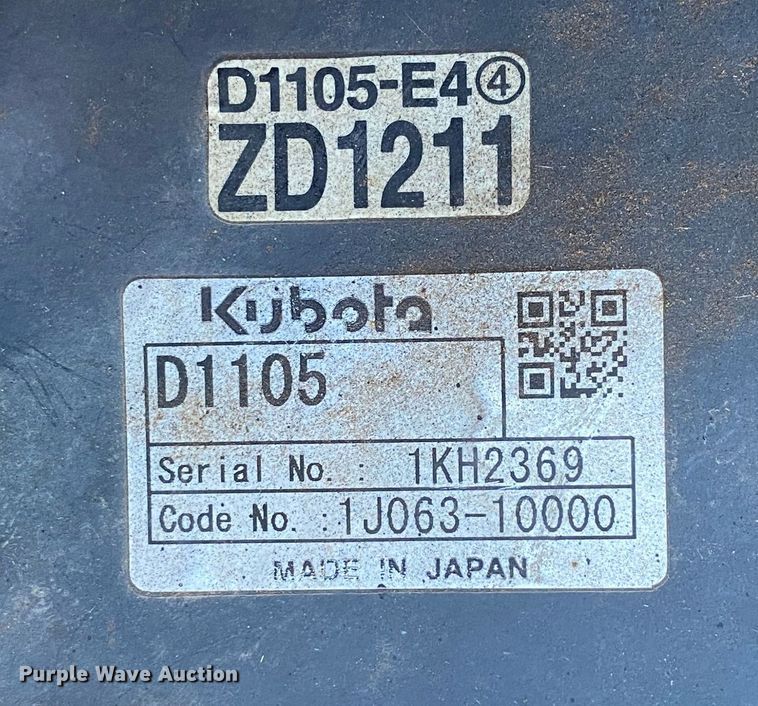 D1105-E4④
ZD1211
Kubota
D1105
Serial No. : 1KH2369
Code No. :1J063-10000
MADE IN JAPAN
Purple Wave Auction